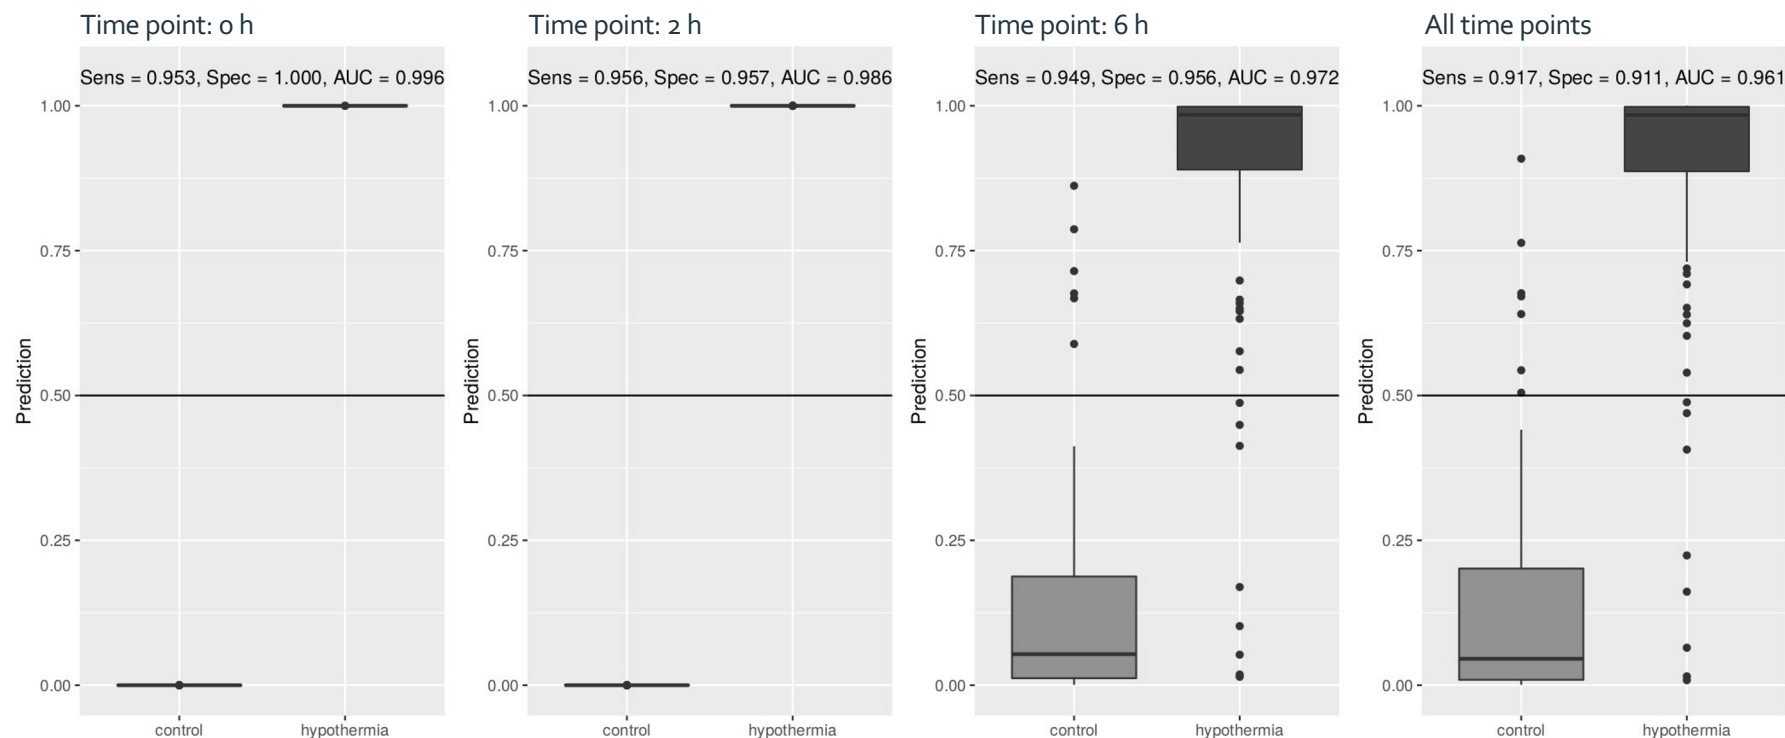 Time point: 0 h
Sens = 0.953, Spec = 1.000, AUC = 0.996
1.00
0.75
0.50
0.25
0.00
Prediction
control
hypothermia
Time point: 2 h
Sens = 0.956, Spec = 0.957, AUC = 0.986
1.00
0.75
0.50
0.25
0.00
Prediction
control
hypothermia
Time point: 6 h
Sens = 0.949, Spec = 0.956, AUC = 0.972
1.00
0.75
0.50
0.25
0.00
Prediction
control
hypothermia
All time points
Sens = 0.917, Spec = 0.911, AUC = 0.961
1.00
0.75
0.50
0.25
0.00
Prediction
control
hypothermia